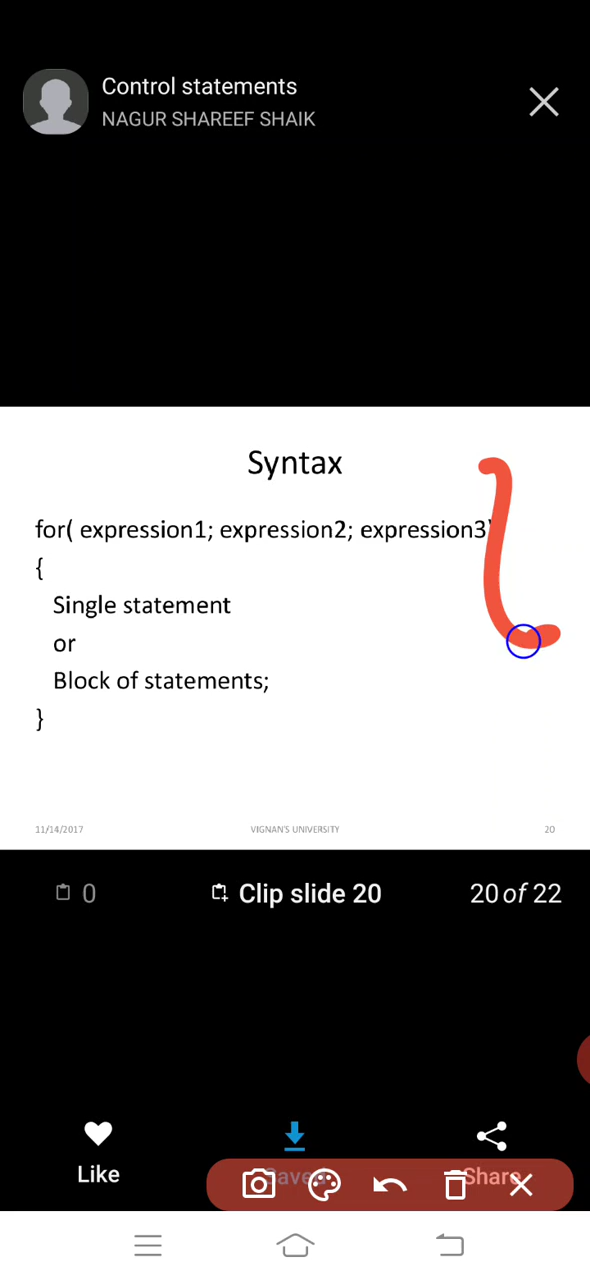 Control statements
NAGUR SHAREEF SHAIK
Syntax
for( expression1; expression2; expression3)
{
Single statement
or
Block of statements;
}
11/14/2017 VIGNAN'S UNIVERSITY 20
0 Clip slide 20 20 of 22
Like Saved Share